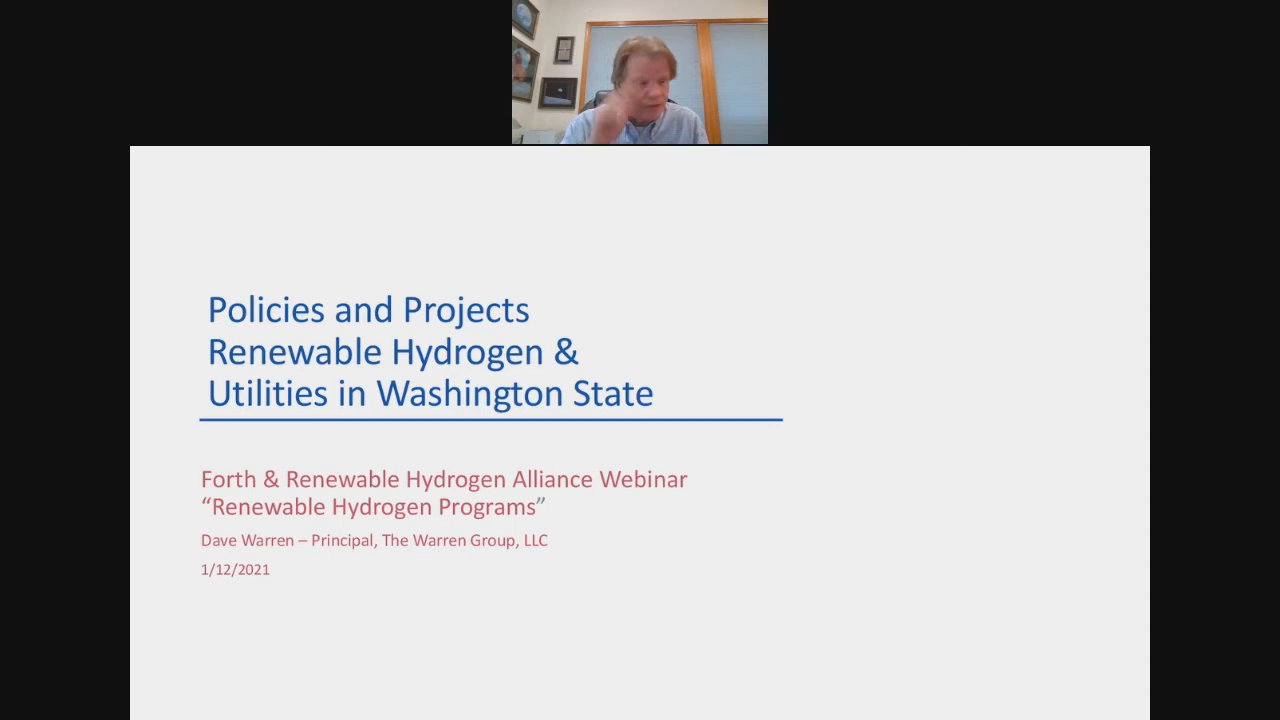 Policies and Projects
Renewable Hydrogen &
Utilities in Washington State
Forth & Renewable Hydrogen Alliance Webinar
“Renewable Hydrogen Programs”
Dave Warren – Principal, The Warren Group, LLC
1/12/2021